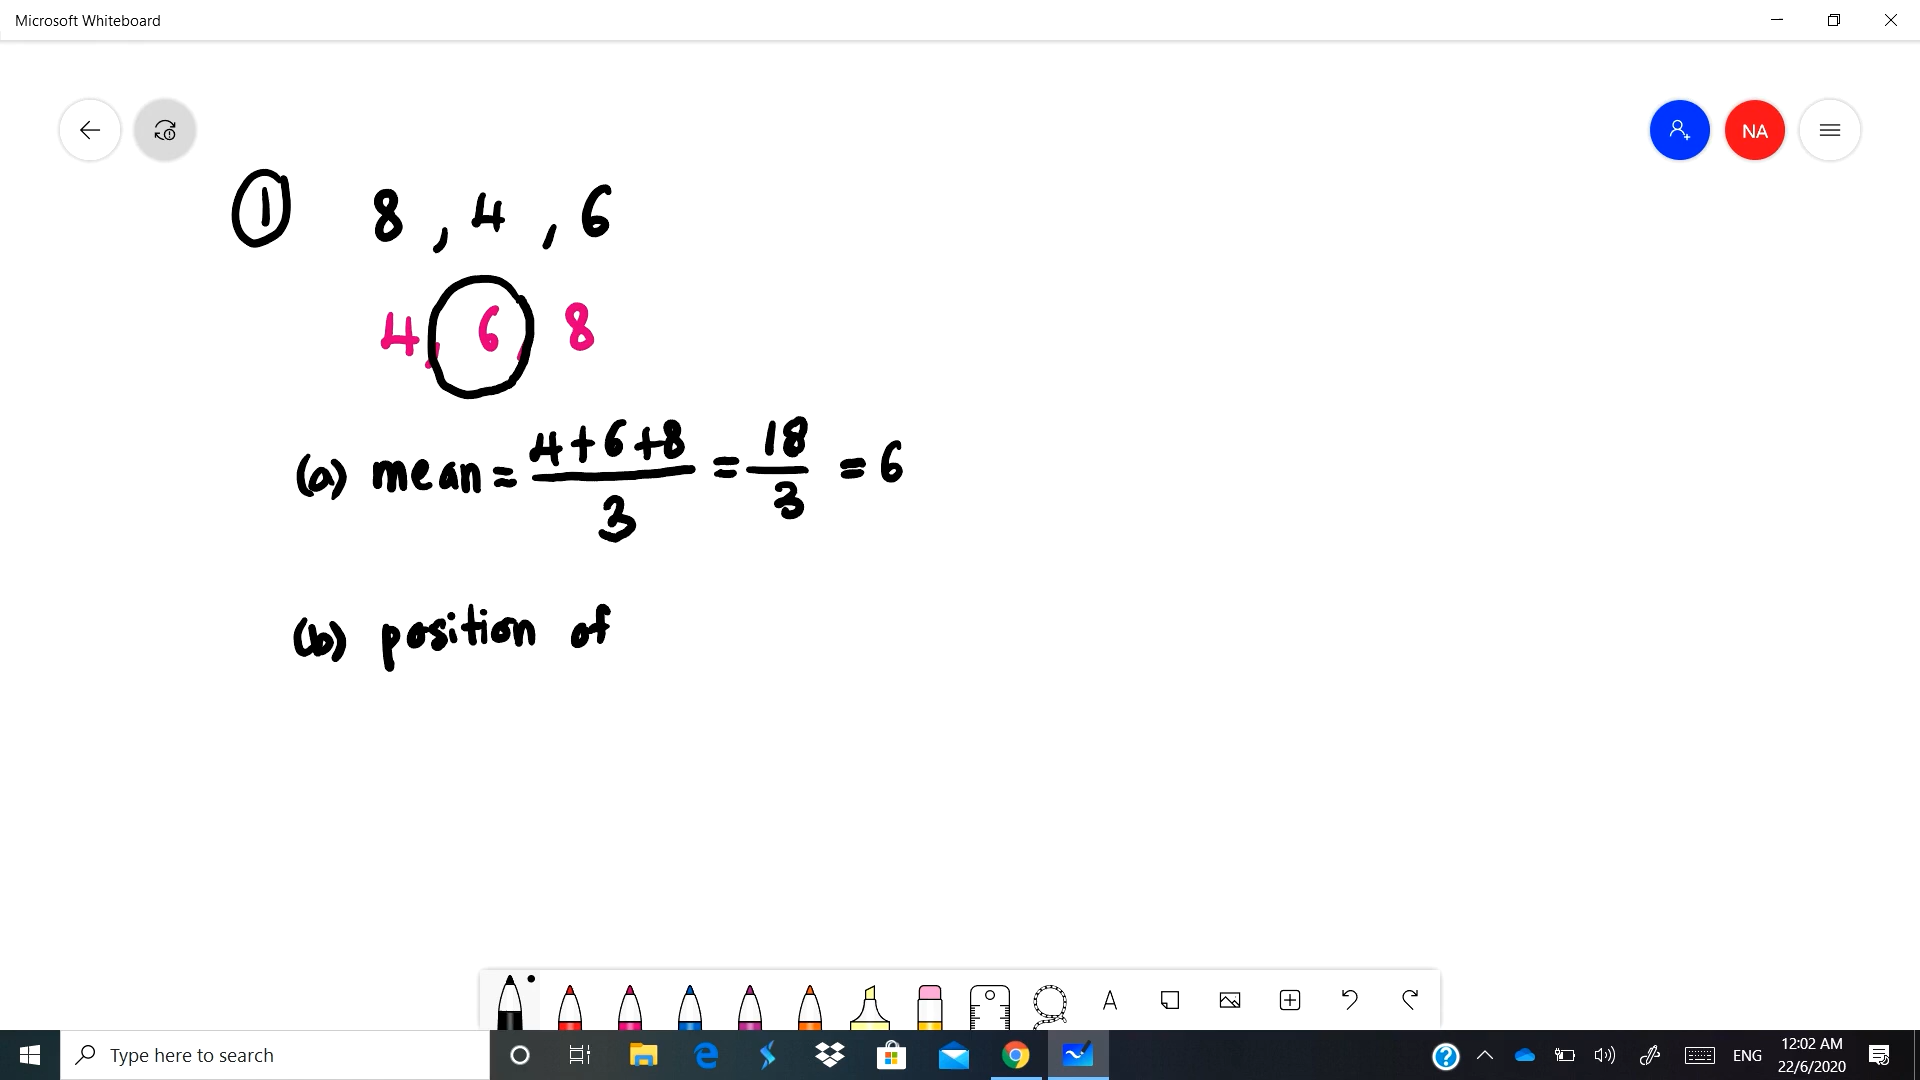 Microsoft Whiteboard
NA
① 8 , 4 , 6
4, 6, 8
(a) mean = 4+6+8 / 3 = 18 / 3 = 6
(b) position of
A
Type here to search
ENG
12:02 AM
22/6/2020